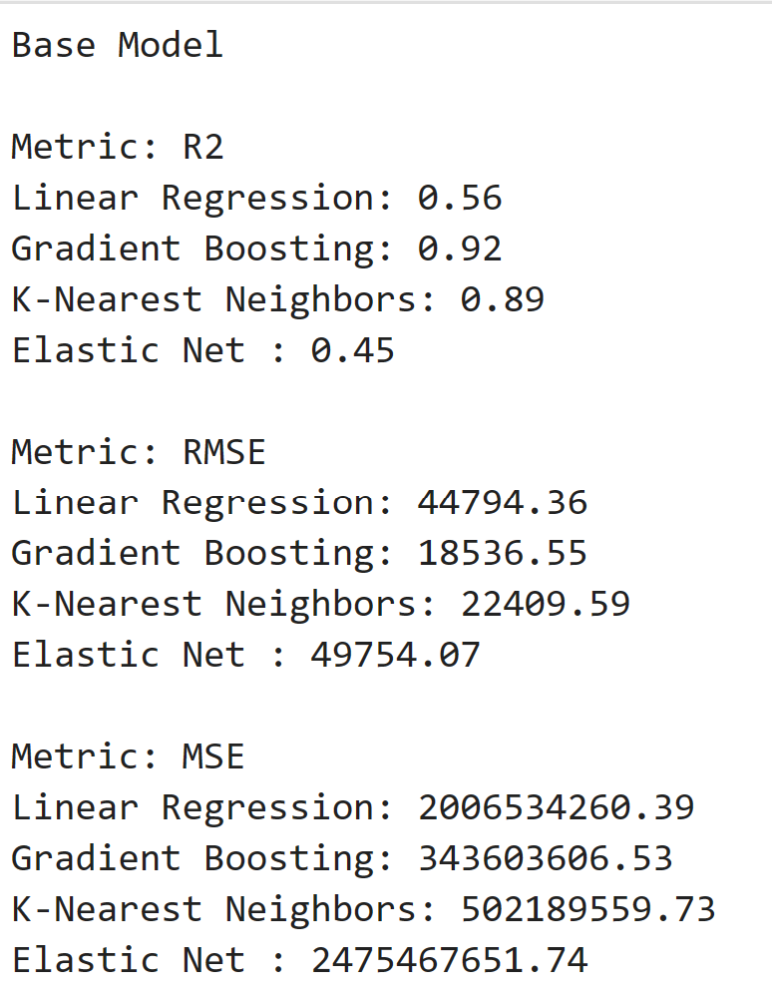 Base Model
Metric: R2
Linear Regression: 0.56
Gradient Boosting: 0.92
K-Nearest Neighbors: 0.89
Elastic Net : 0.45
Metric: RMSE
Linear Regression: 44794.36
Gradient Boosting: 18536.55
K-Nearest Neighbors: 22409.59
Elastic Net : 49754.07
Metric: MSE
Linear Regression: 2006534260.39
Gradient Boosting: 343603606.53
K-Nearest Neighbors: 502189559.73
Elastic Net : 2475467651.74